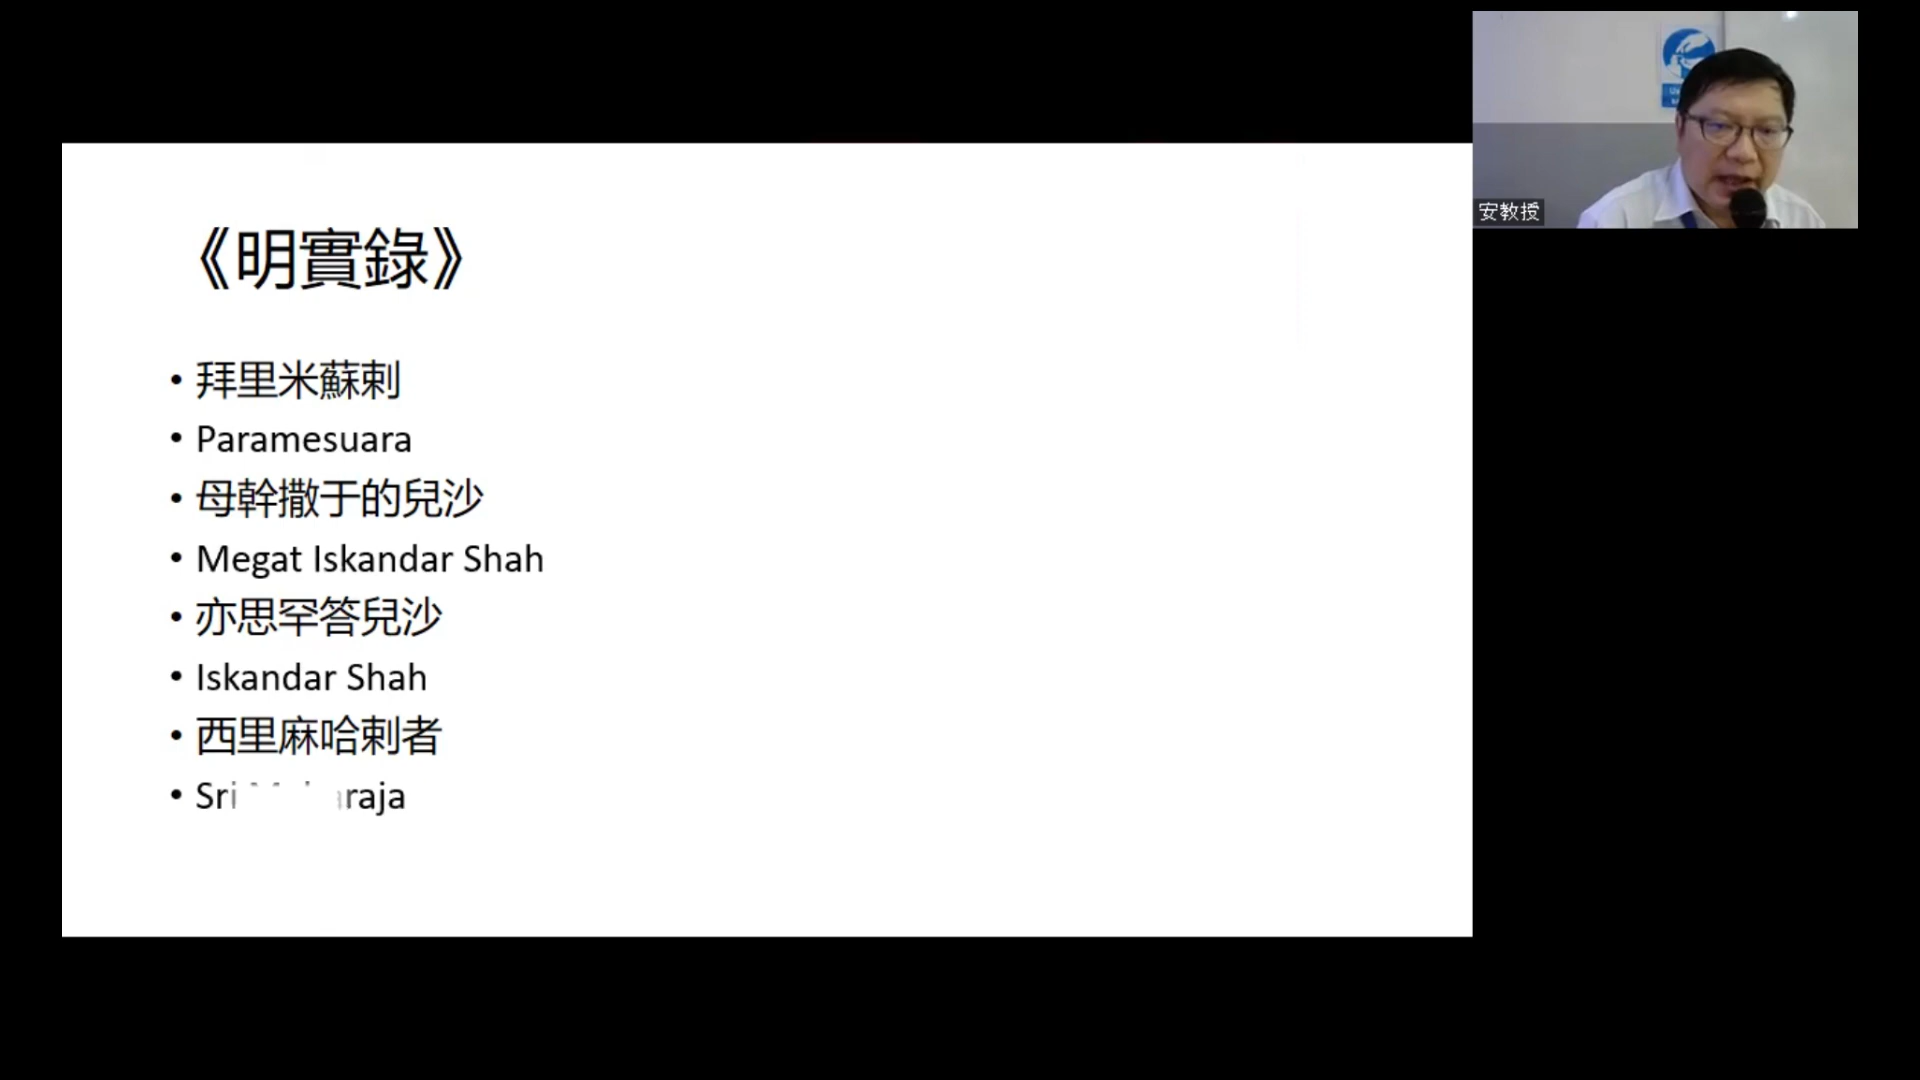 《明實錄》
• 拜里米蘇剌
• Paramesuara
• 母幹撒于的兒沙
• Megat Iskandar Shah
• 亦思罕答兒沙
• Iskandar Shah
• 西里麻哈剌者
• Sri
安教授